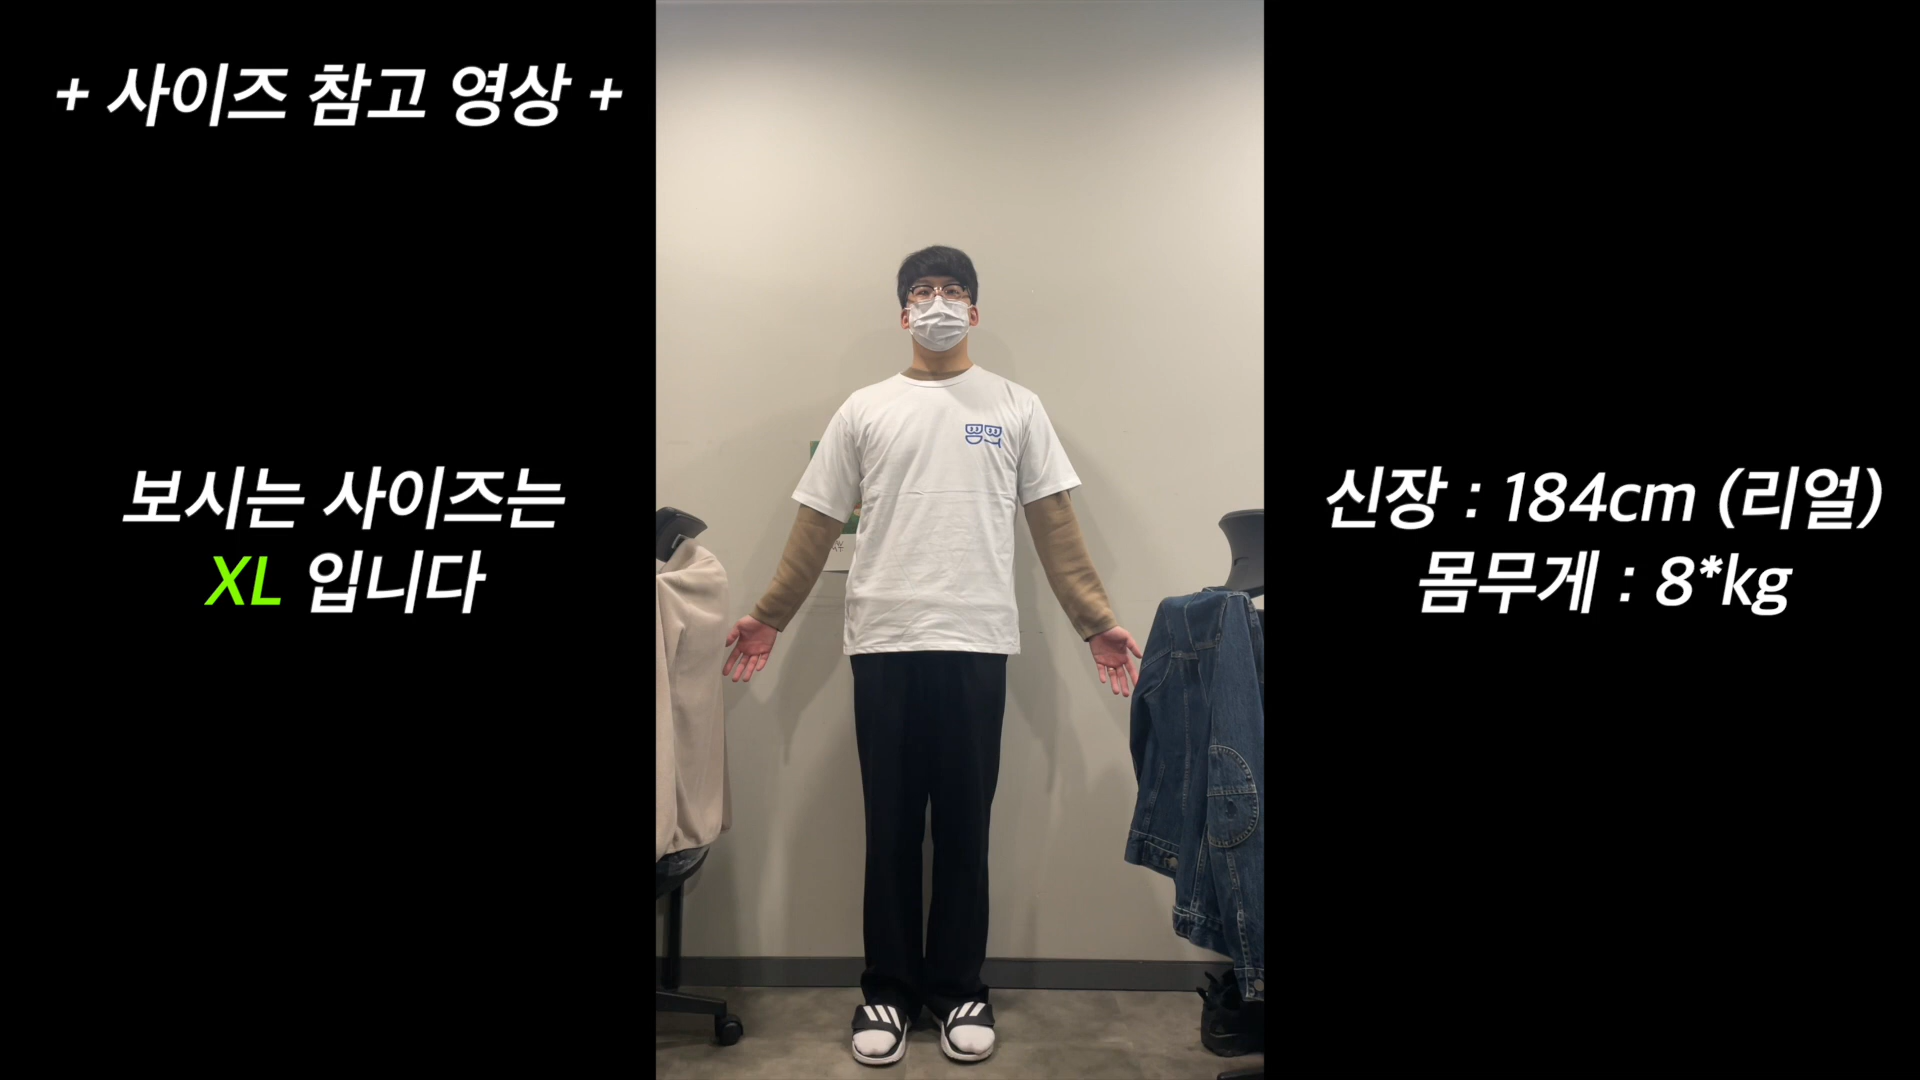 + 사이즈 참고 영상 +
보시는 사이즈는
XL 입니다
신장 : 184cm (리얼)
몸무게 : 8*kg